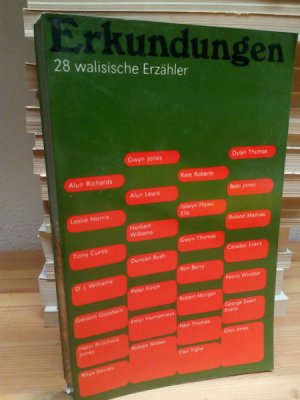 Erkundungen
28 walisische Erzähler
Alun Richards
Leslie Norris
Tony Curtis
D. J. Williams
Geraint Goodwin
Harri Pritchard
Jones
Rhys Davies
Gwyn Jones
Alun Lewis
Herbert
Williams
Duncan Bush
Peter Finch
Emyr Humphreys
Robert Nisbet
Kate Roberts
Islwyn Ffowc
Elis
Gwyn Thomas
Ron Berry
Robert Morgan
Ned Thomas
Carl Tighe
Dylan Thomas
Bobi Jones
Roland Mathias
Caradoc Evans
Penny Windsor
George Ewart
Evans
Glyn Jones